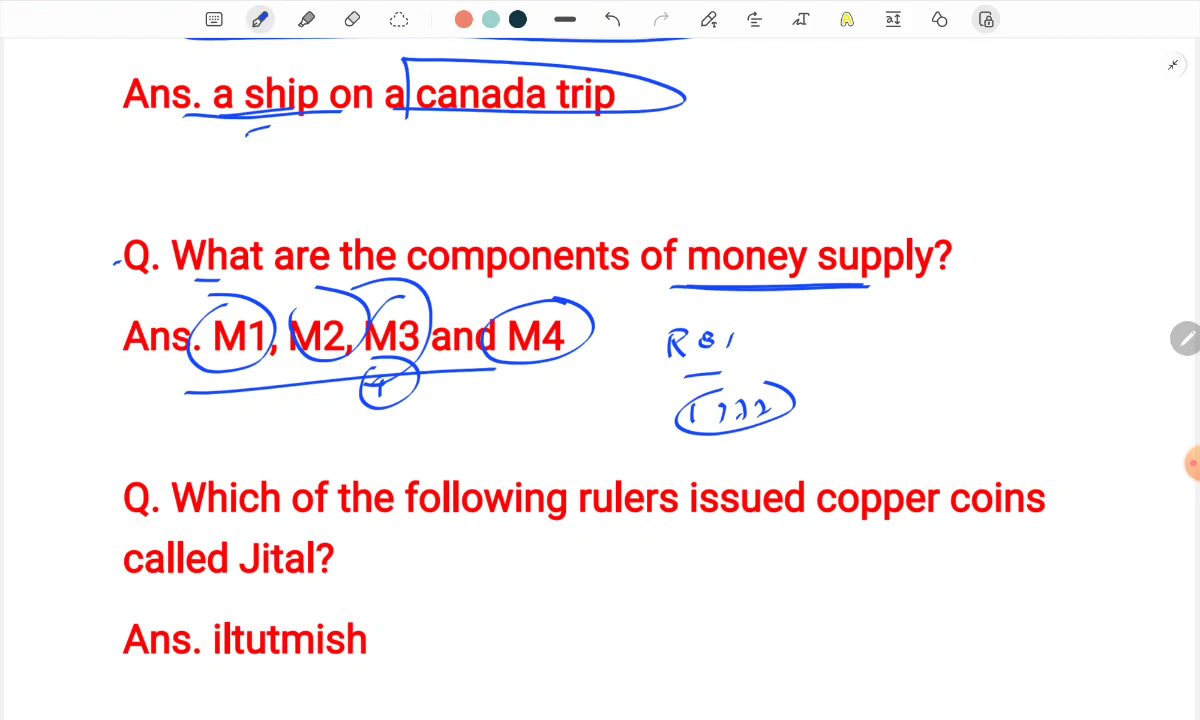 Ans. a ship on a canada trip
Q. What are the components of money supply?
Ans. M1, M2, M3 and M4
Q. Which of the following rulers issued copper coins
called Jital?
Ans. iltutmish